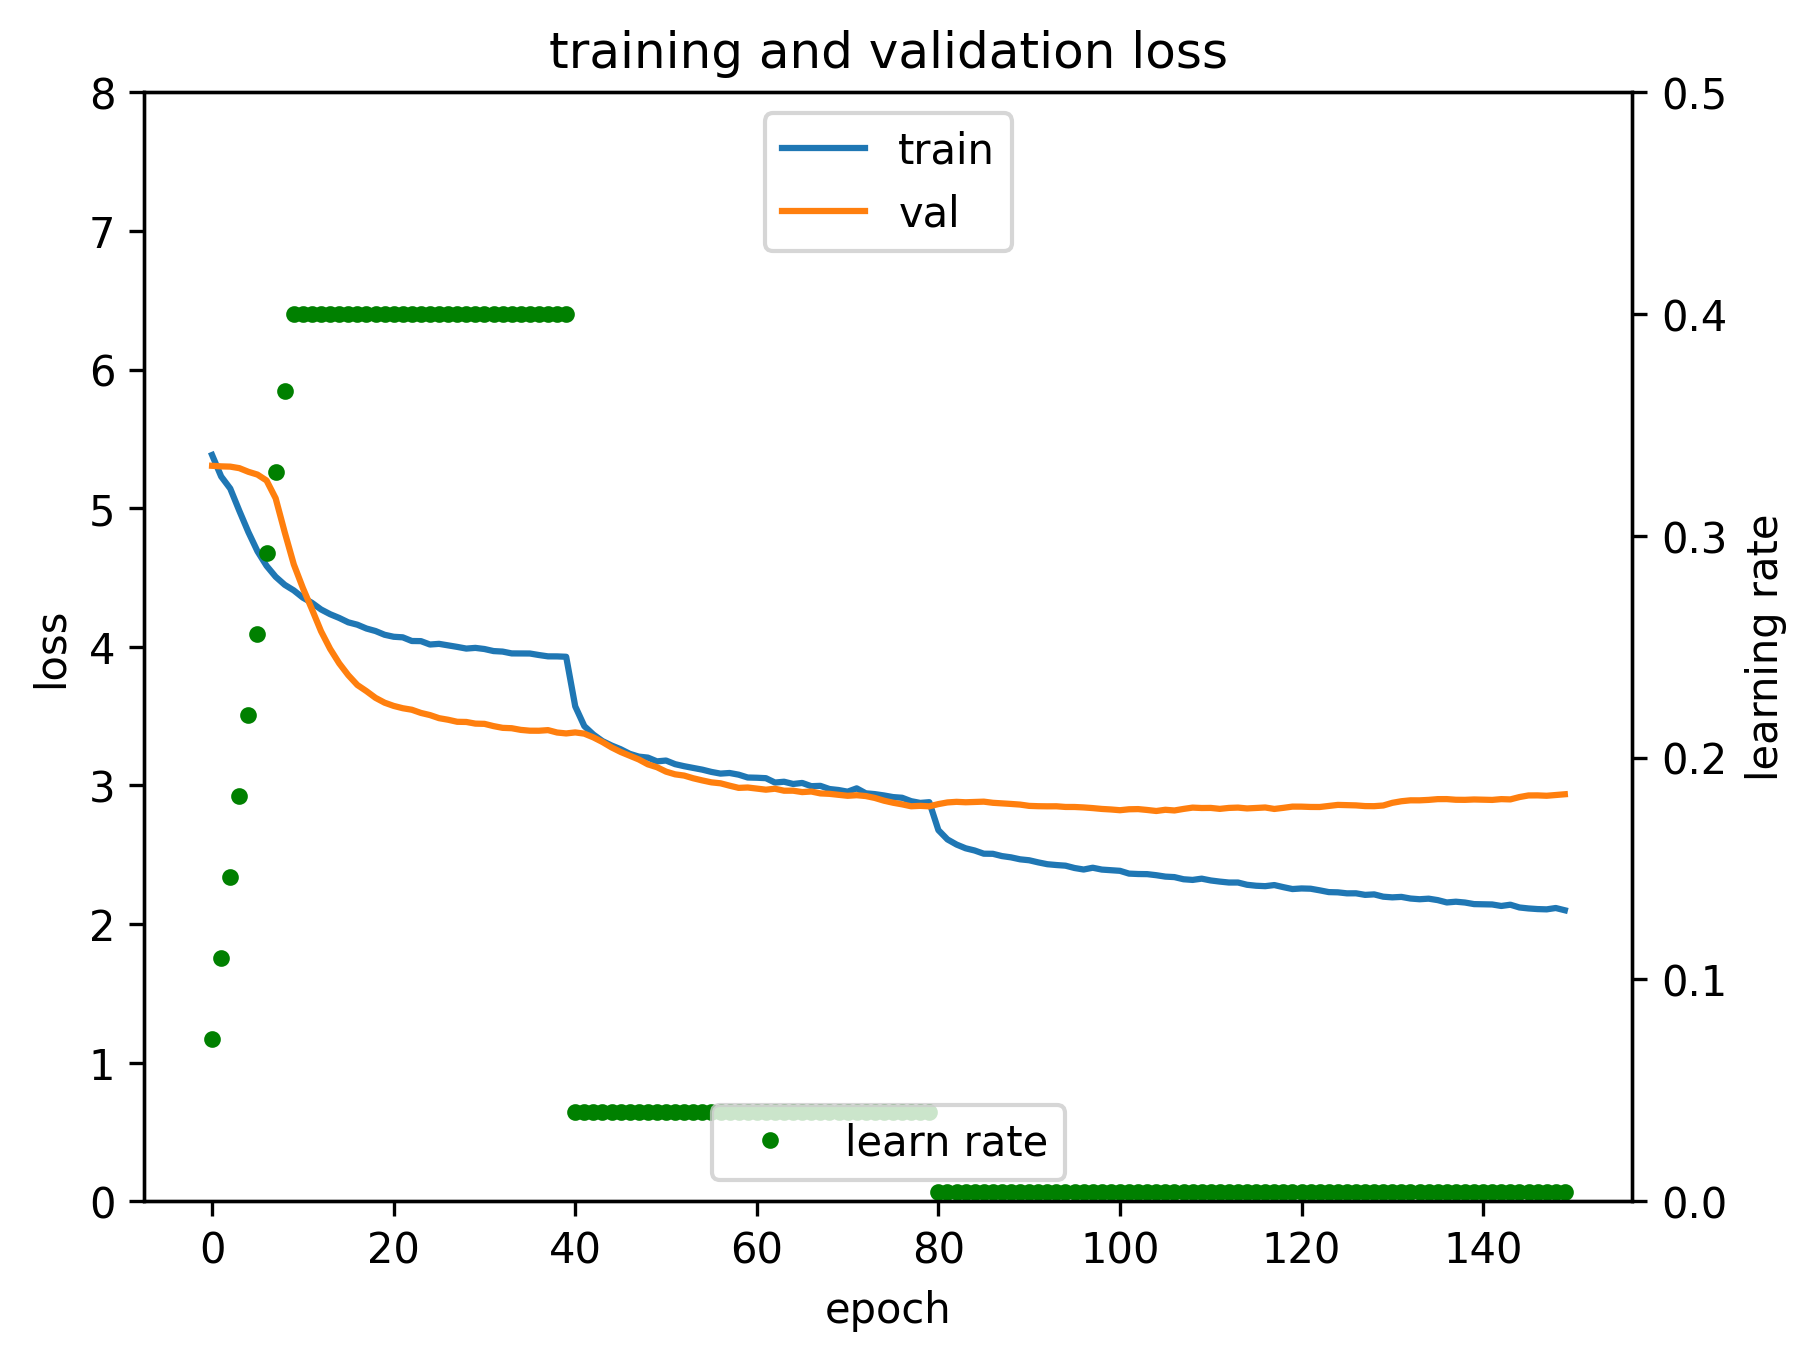 training and validation loss
8
7
6
5
4
3
2
1
0
loss
train
val
learn rate
0.5
0.4
0.3
0.2
0.1
0.0
learning rate
0 20 40 60 80 100 120 140
epoch